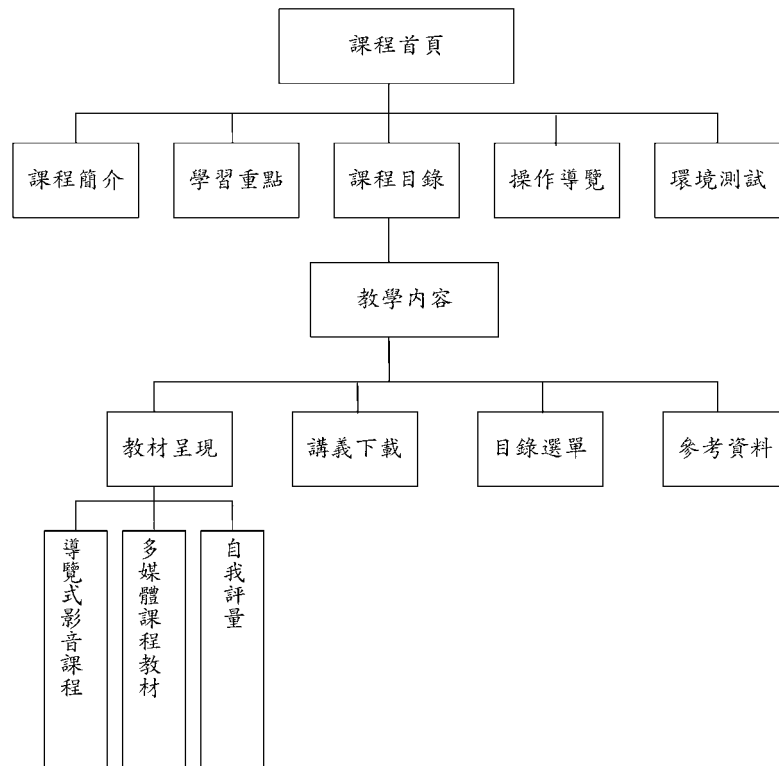 課程首頁
課程簡介
學習重點
課程目錄
操作導覽
環境測試
教學內容
教材呈現
講義下載
目錄選單
參考資料
導覽式影音課程
多媒體課程教材
自我評量